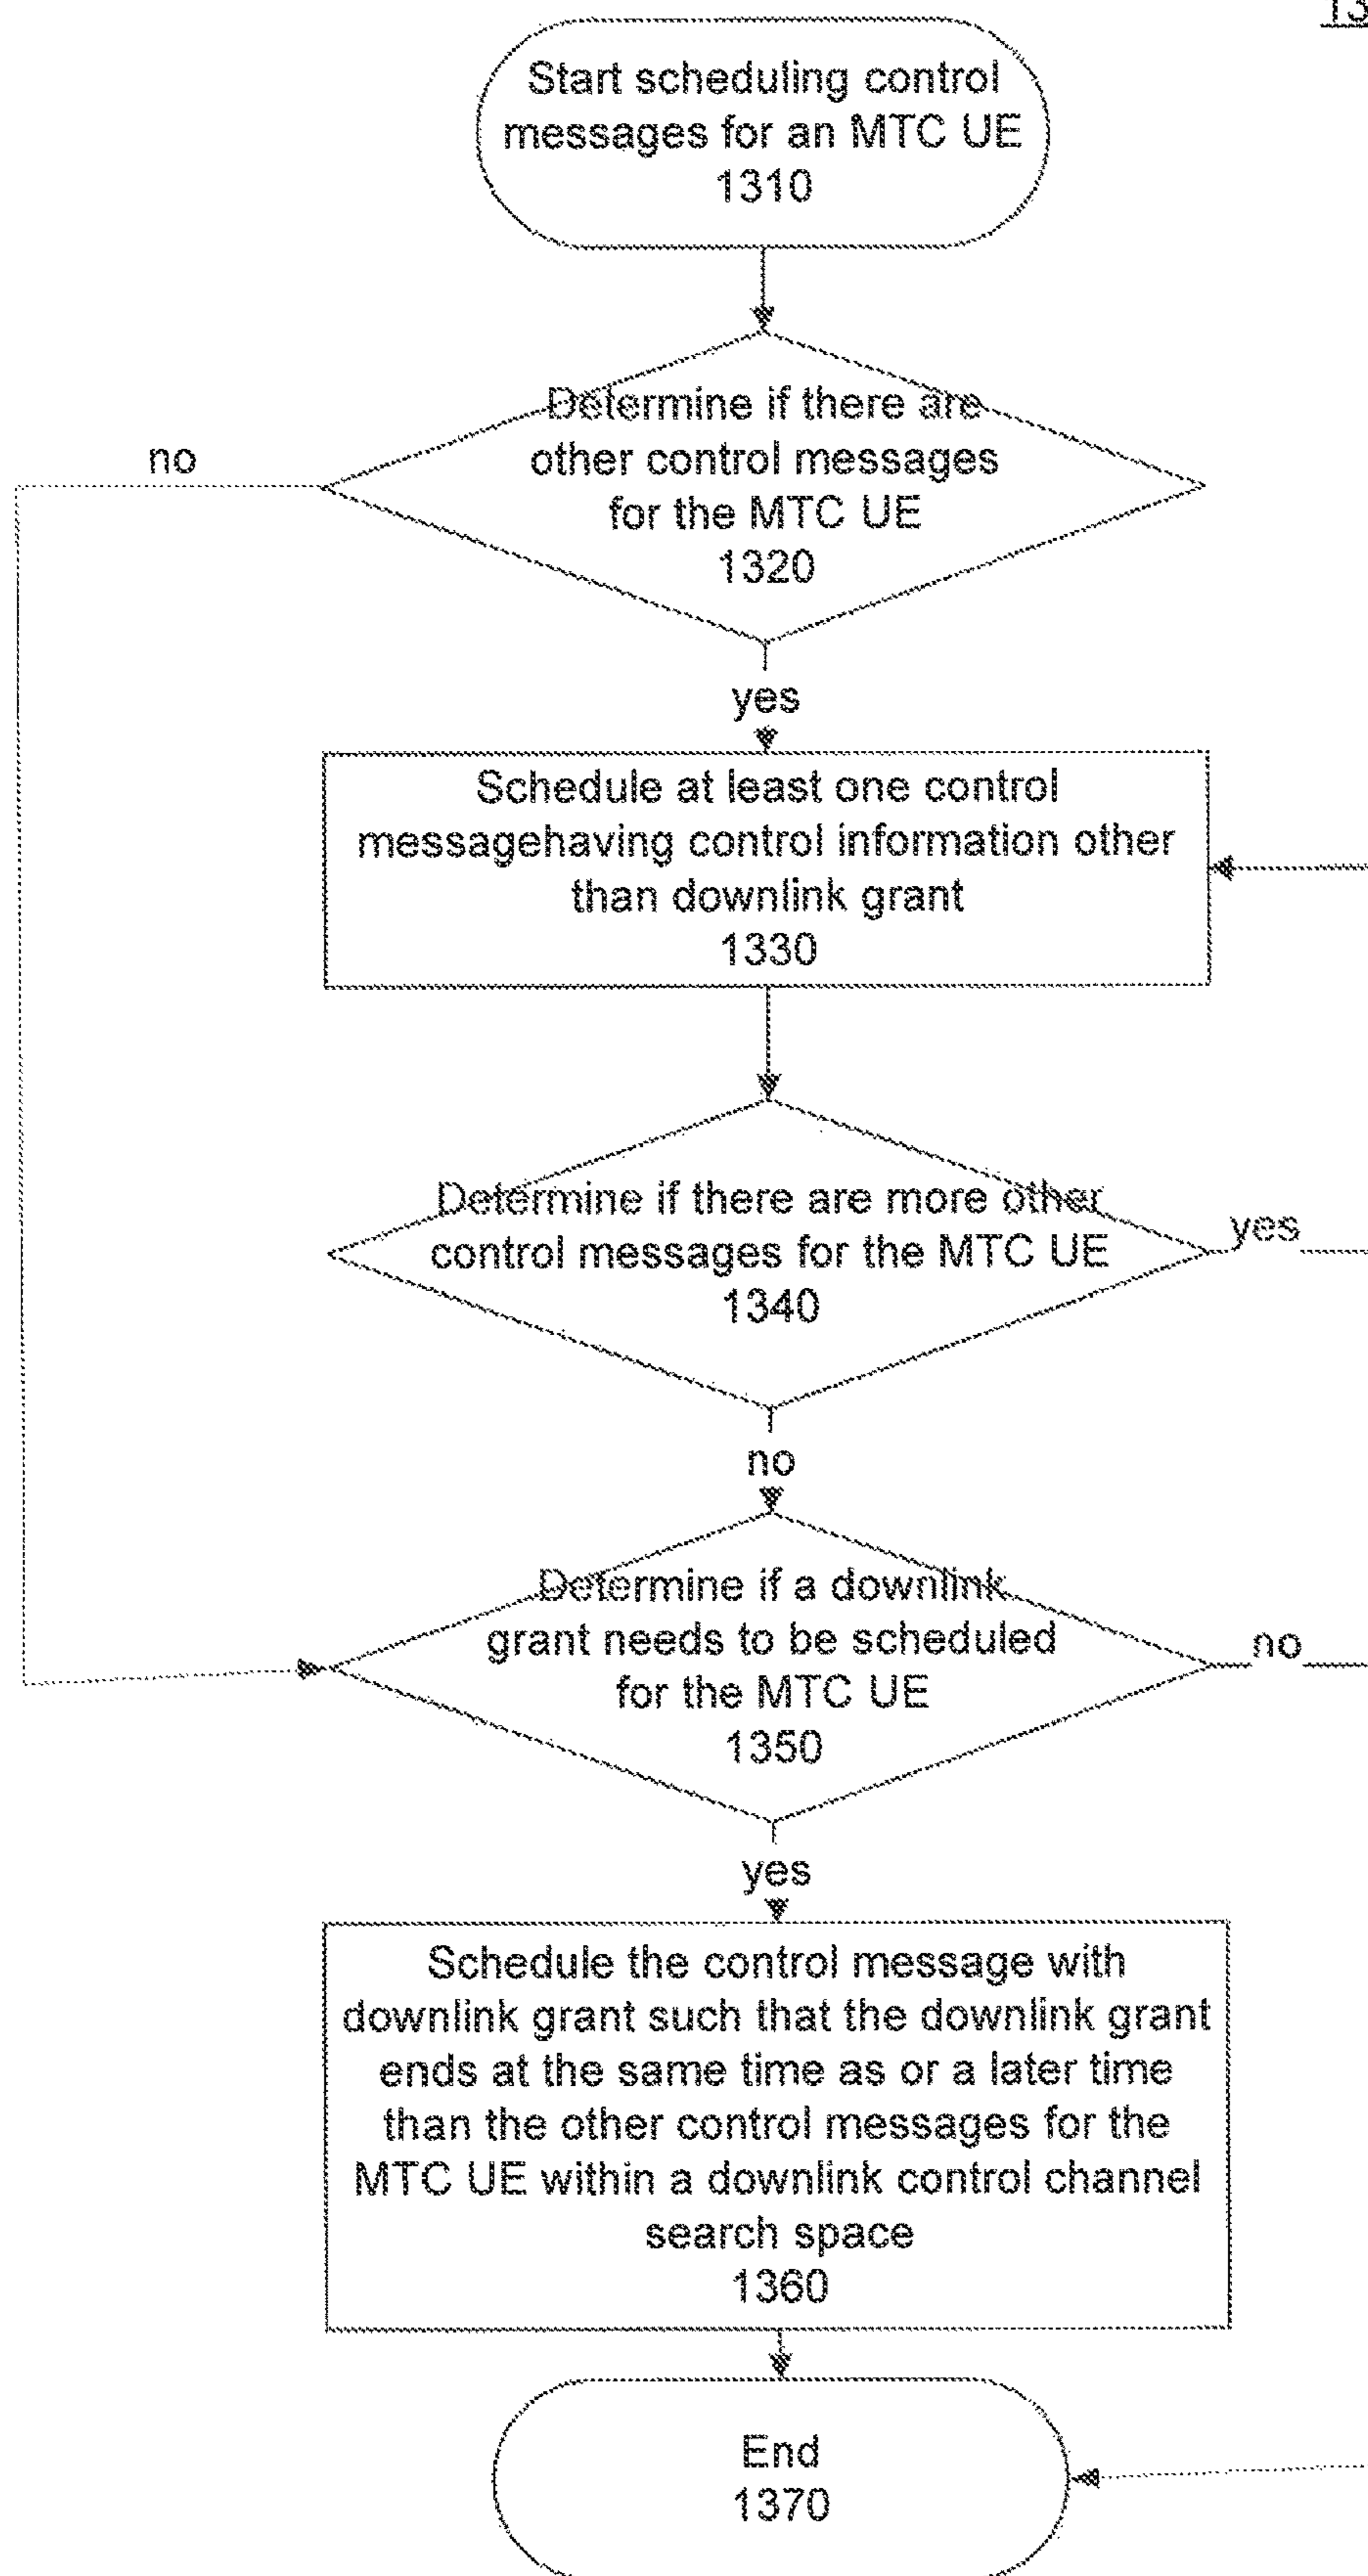 13
Start scheduling control
messages for an MTC UE
1310
Determine if there are
other control messages
for the MTC UE
1320
no
yes
Schedule at least one control
messagehaving control information other
than downlink grant
1330
Determine if there are more other
control messages for the MTC UE
1340
yes
no
Determine if a downlink
grant needs to be scheduled
for the MTC UE
1350
no
yes
Schedule the control message with
downlink grant such that the downlink grant
ends at the same time as or a later time
than the other control messages for the
MTC UE within a downlink control channel
search space
1360
End
1370